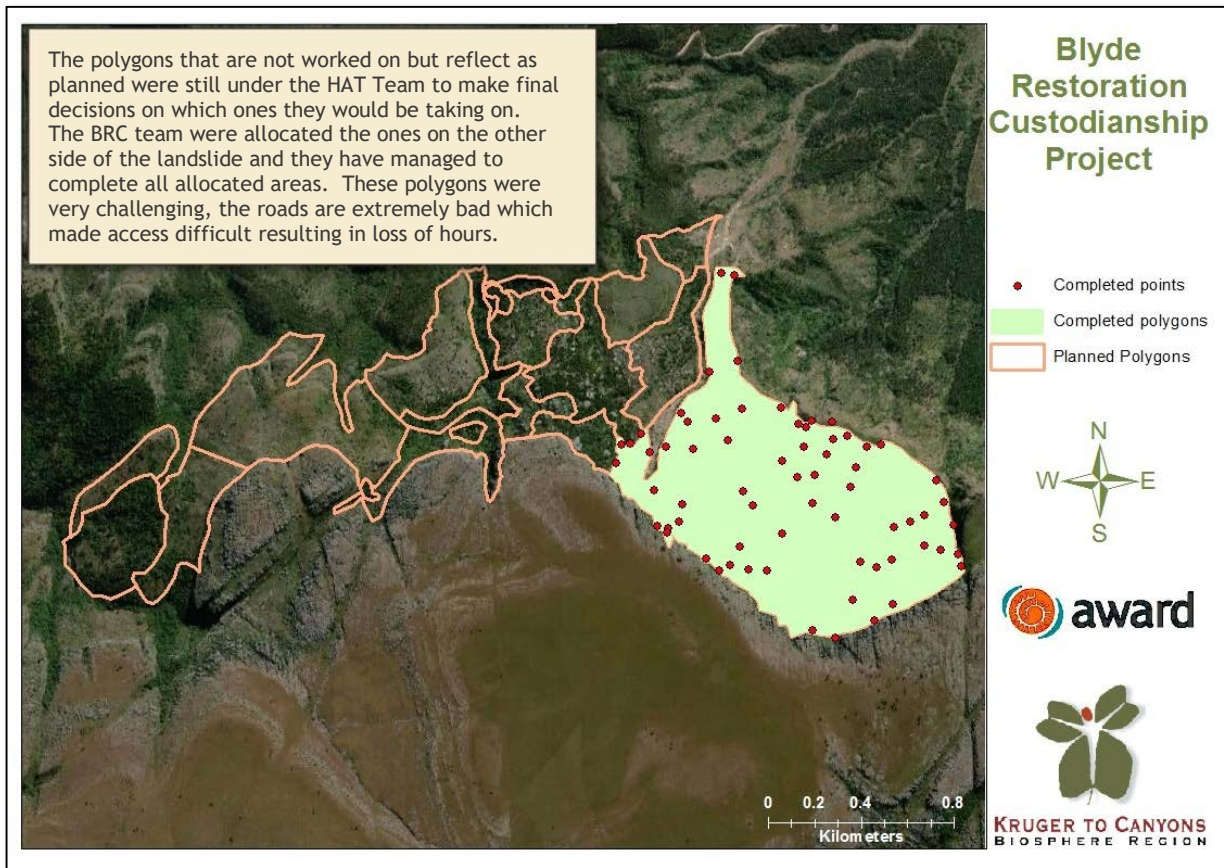 The polygons that are not worked on but reflect as
planned were still under the HAT Team to make final
decisions on which ones they would be taking on.
The BRC team were allocated the ones on the other
side of the landslide and they have managed to
complete all allocated areas.  These polygons were
very challenging, the roads are extremely bad which
made access difficult resulting in loss of hours.
Blyde
Restoration
Custodianship
Project
Completed points
Completed polygons
Planned Polygons
N
W E
S
award
KRUGER TO CANYONS
BIOSPHERE REGION
0 0.2 0.4 0.8
Kilometers